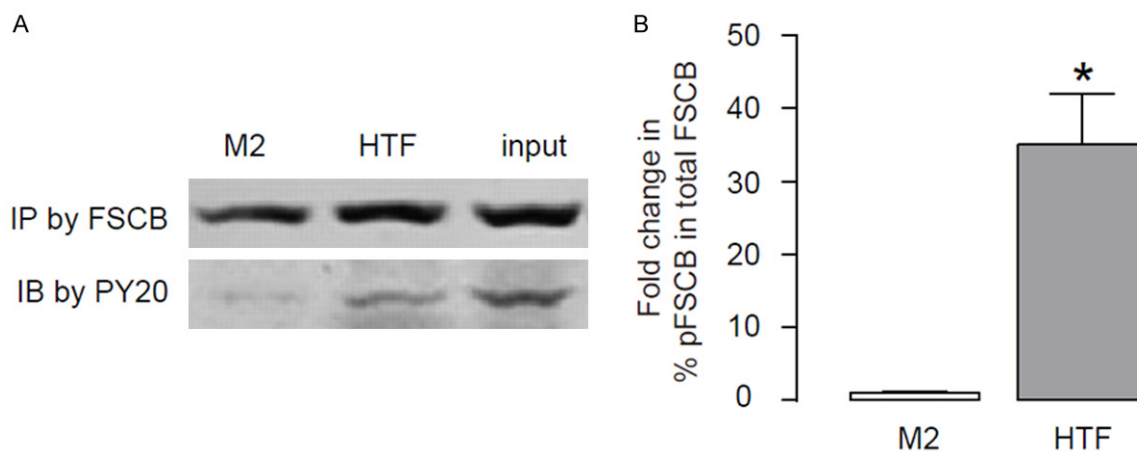 A
M2 HTF input
IP by FSCB
IB by PY20
B
Fold change in
% pFSCB in total FSCB
50
40
30
20
10
0
*
M2 HTF